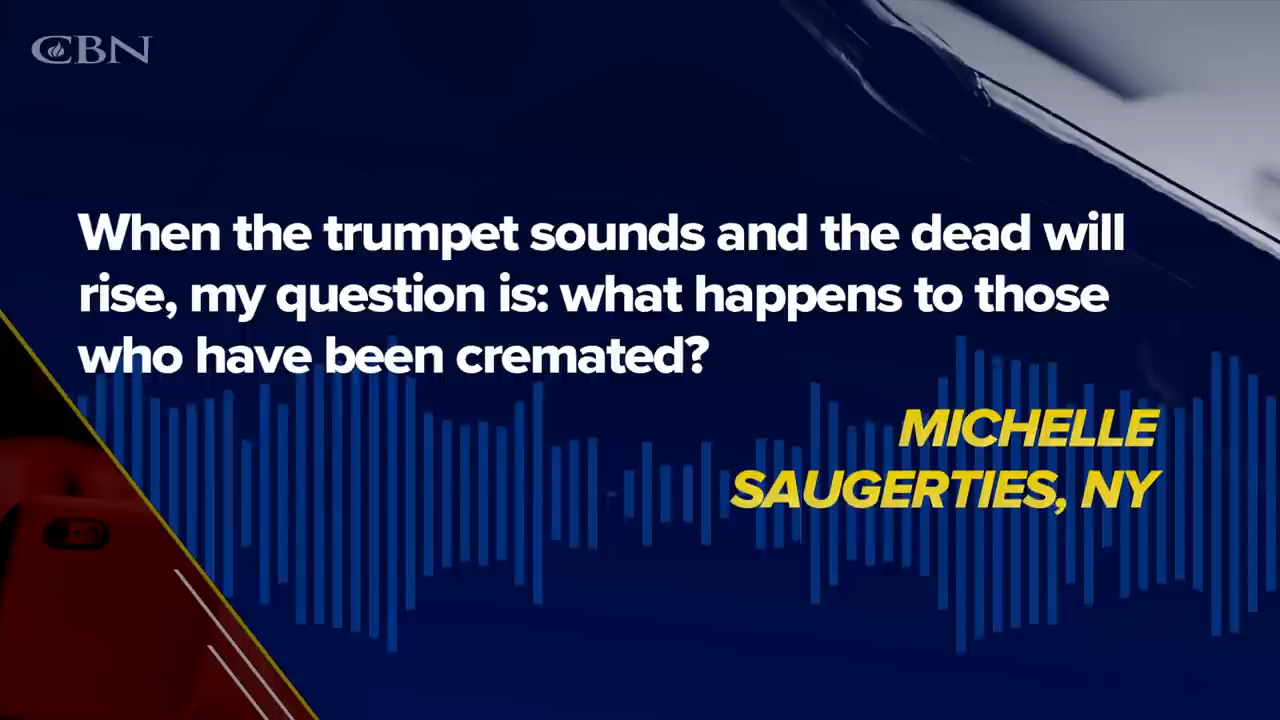 CBN
When the trumpet sounds and the dead will
rise, my question is: what happens to those
who have been cremated?
MICHELLE
SAUGERTIES, NY